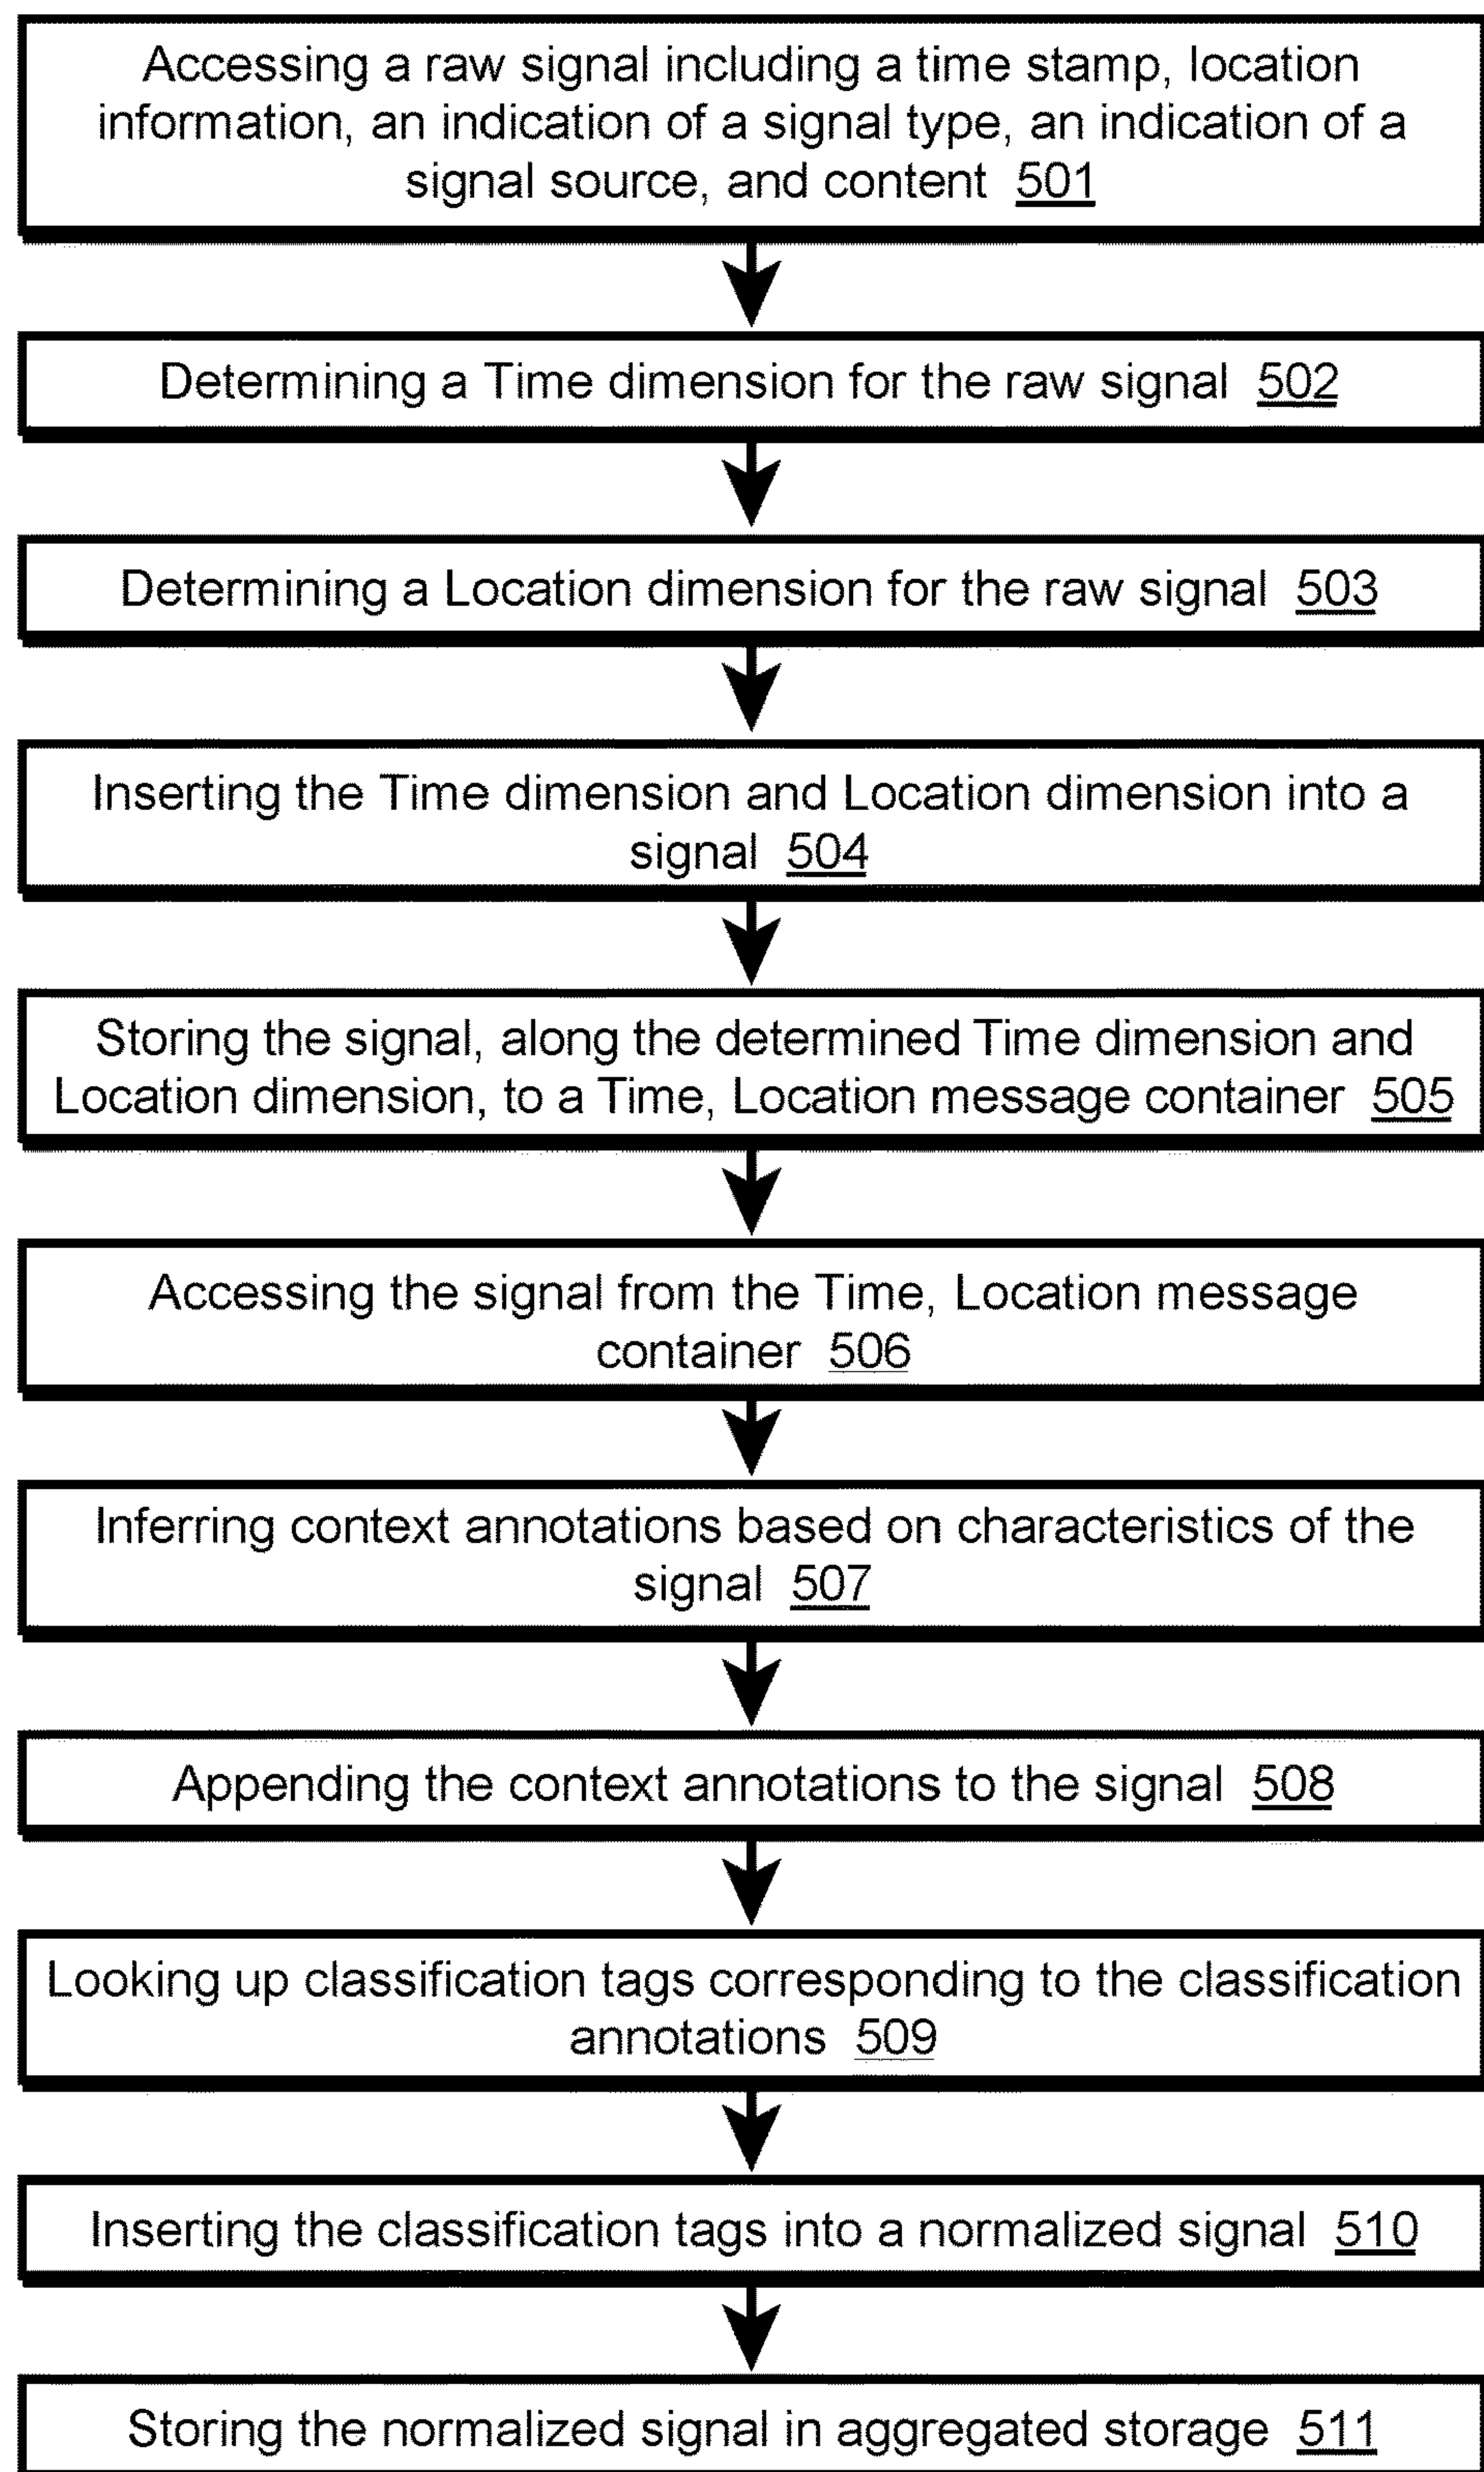 Accessing a raw signal including a time stamp, location
information, an indication of a signal type, an indication of a
signal source, and content 501
Determining a Time dimension for the raw signal 502
Determining a Location dimension for the raw signal 503
Inserting the Time dimension and Location dimension into a
signal 504
Storing the signal, along the determined Time dimension and
Location dimension, to a Time, Location message container 505
Accessing the signal from the Time, Location message
container 506
Inferring context annotations based on characteristics of the
signal 507
Appending the context annotations to the signal 508
Looking up classification tags corresponding to the classification
annotations 509
Inserting the classification tags into a normalized signal 510
Storing the normalized signal in aggregated storage 511